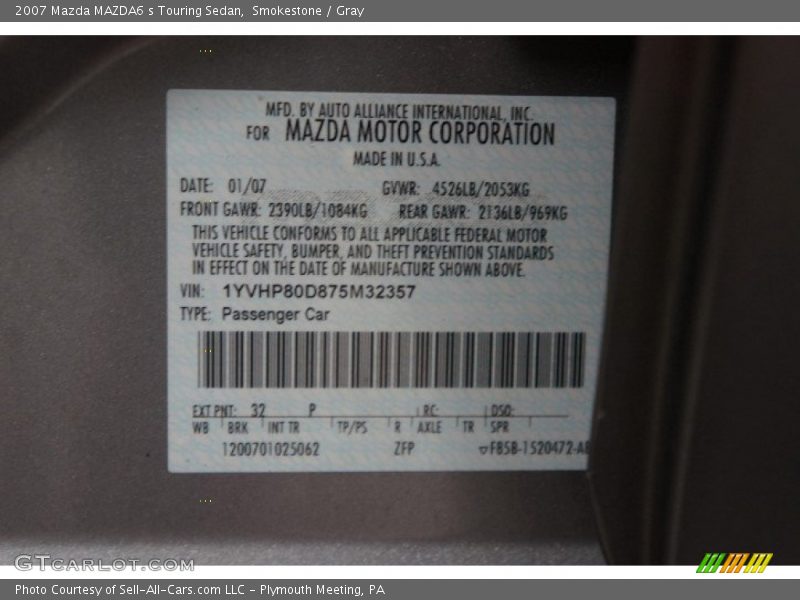 2007 Mazda MAZDA6 s Touring Sedan, Smokestone / Gray
MFD. BY AUTO ALLIANCE INTERNATIONAL, INC.
FOR MAZDA MOTOR CORPORATION
MADE IN U.S.A.
DATE: 01/07 GVWR: 4526LB/2053KG
FRONT GAWR: 2390LB/1084KG REAR GAWR: 2136LB/969KG
THIS VEHICLE CONFORMS TO ALL APPLICABLE FEDERAL MOTOR
VEHICLE SAFETY, BUMPER, AND THEFT PREVENTION STANDARDS
IN EFFECT ON THE DATE OF MANUFACTURE SHOWN ABOVE.
VIN: 1YVHP80D875M32357
TYPE: Passenger Car
EXT PNT: 32 P RC: DSO:
WB BRK INT TR TP/PS R AXLE TR SPR
1200701025062 ZFP F85B-1520472-A
GTCARLOT.COM
Photo Courtesy of Sell-All-Cars.com LLC - Plymouth Meeting, PA